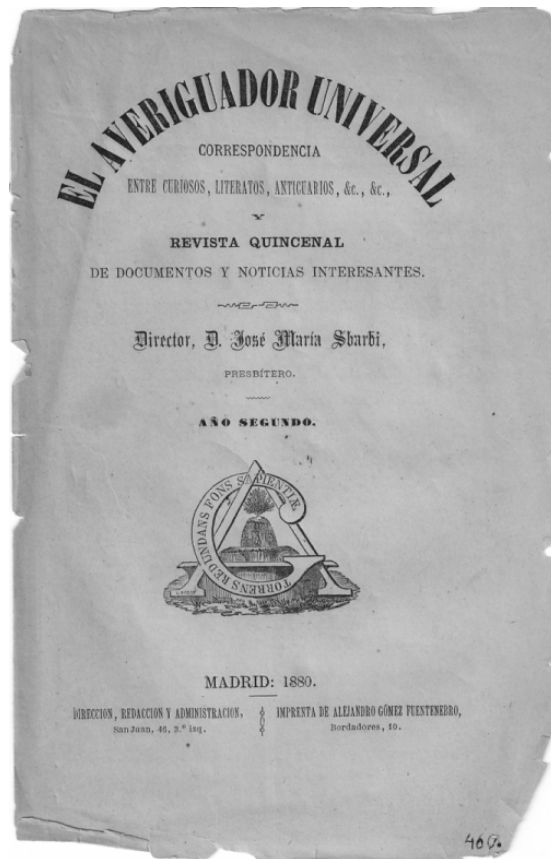 EL AVERIGUADOR UNIVERSAL
CORRESPONDENCIA
ENTRE CURIOSOS, LITERATOS, ANTICUARIOS, &c., &c.,
Y
REVISTA QUINCENAL
DE DOCUMENTOS Y NOTICIAS INTERESANTES.
Director, D. José María Sbarbi,
PRESBÍTERO.
AÑO SEGUNDO.
TORRENS REDUNDANS FONS SAPIENTIÆ
MADRID: 1880.
DIRECCION, REDACCION Y ADMINISTRACION,
San Juan, 46, 3.º izq.
IMPRENTA DE ALEJANDRO GÓMEZ FUENTENEBRO,
Bordadores, 10.